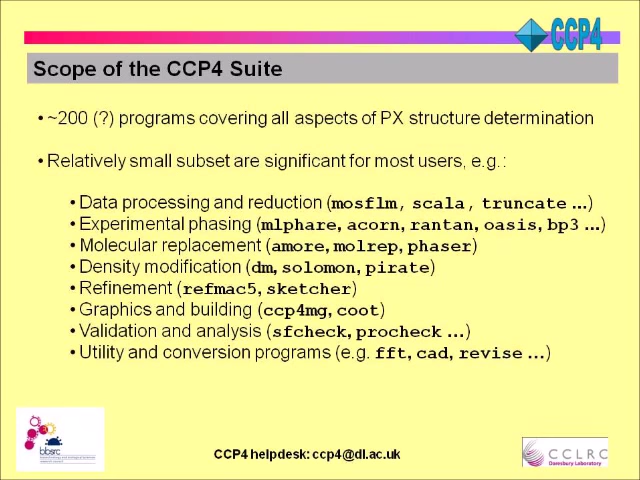 CCP4
Scope of the CCP4 Suite
• ~200 (?) programs covering all aspects of PX structure determination
• Relatively small subset are significant for most users, e.g.:
• Data processing and reduction (mosflm, scala, truncate …)
• Experimental phasing (mlphare, acorn, rantan, oasis, bp3 …)
• Molecular replacement (amore, molrep, phaser)
• Density modification (dm, solomon, pirate)
• Refinement (refmac5, sketcher)
• Graphics and building (ccp4mg, coot)
• Validation and analysis (sfcheck, procheck …)
• Utility and conversion programs (e.g. fft, cad, revise …)
bbsrc
CCP4 helpdesk: ccp4@dl.ac.uk
CCLRC
Daresbury Laboratory